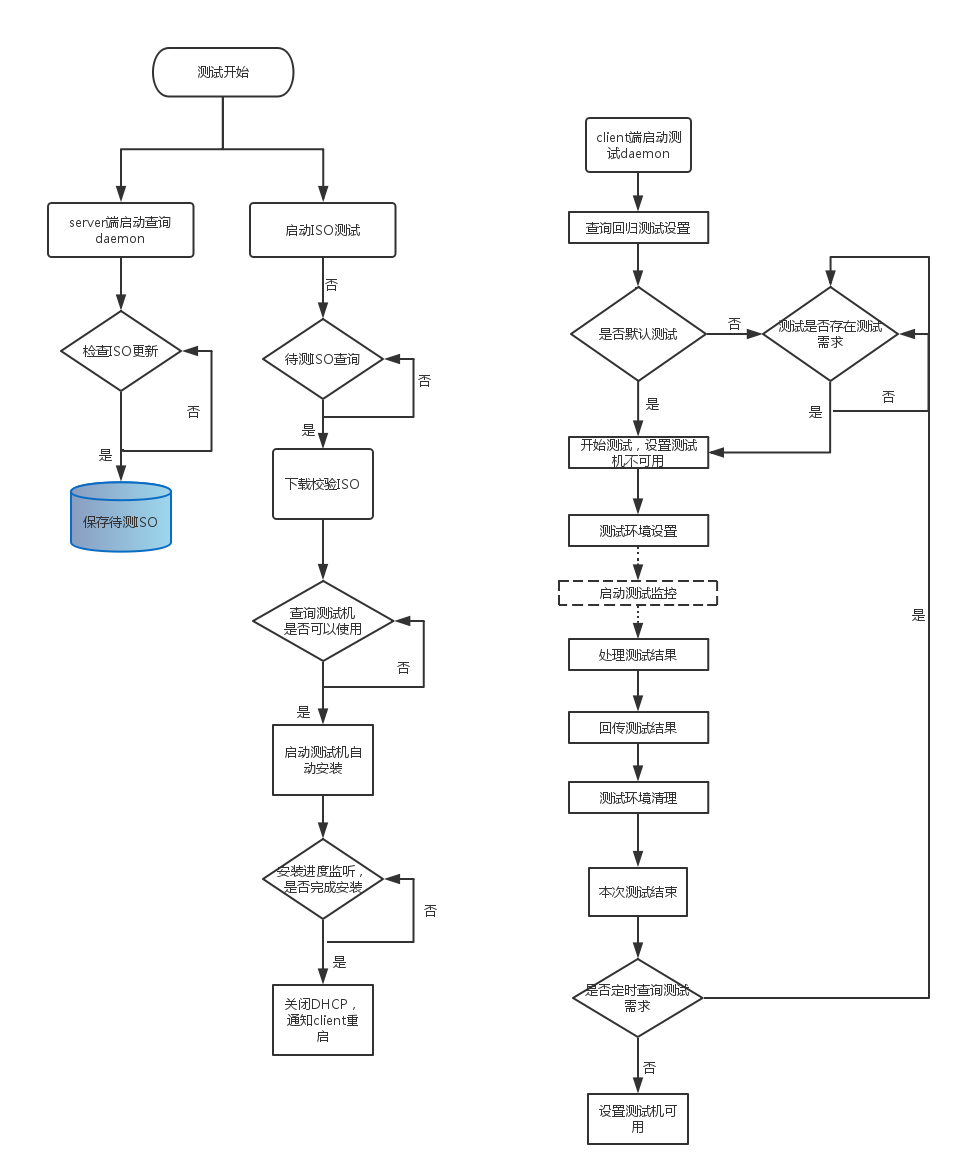 测试开始
server端启动查询
daemon
启动ISO测试
否
检查ISO更新
否
是
保存待测ISO
待测ISO查询
否
是
下载校验ISO
查询测试机
是否可以使用
否
是
启动测试机自
动安装
安装进度监听，
是否完成安装
否
是
关闭DHCP，
通知client重
启
client端启动测
试daemon
查询回归测试设置
是否默认测试
否
测试是否存在测试
需求
否
是
是
开始测试，设置测试
机不可用
测试环境设置
启动测试监控
处理测试结果
回传测试结果
测试环境清理
本次测试结束
是否定时查询测试
需求
是
否
设置测试机可
用